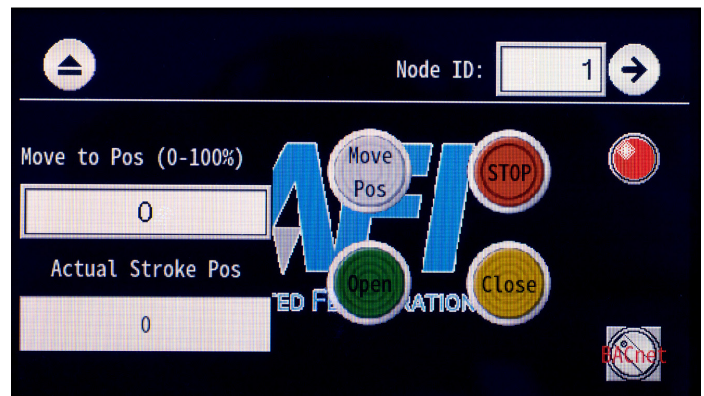 Node ID: 1
Move to Pos (0-100%)
0
Move
Pos
STOP
Actual Stroke Pos
0
Open
Close
AFI
BACnet